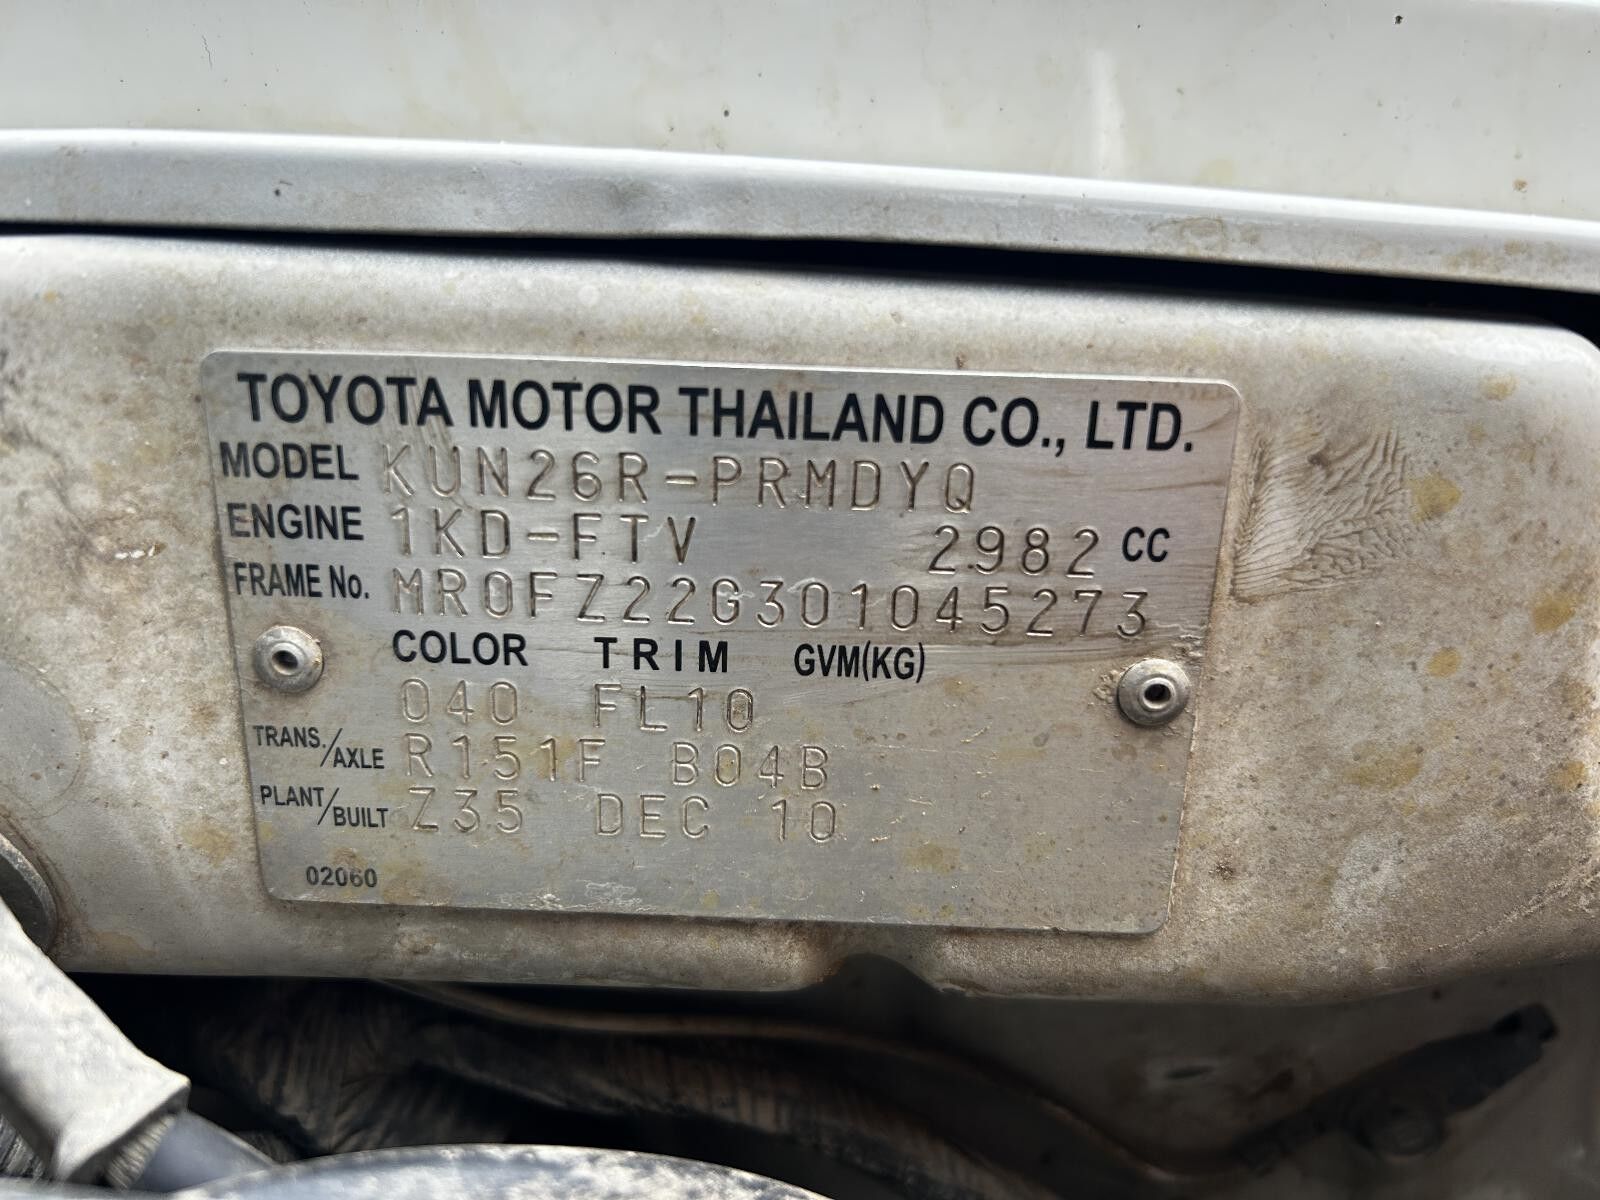 TOYOTA MOTOR THAILAND CO., LTD.
MODEL KUN26R-PRMDYQ
ENGINE 1KD-FTV 2982 CC
FRAME No. MR0FZ22G301045273
COLOR TRIM GVM(KG)
040 FL10
TRANS./AXLE R151F B04B
PLANT/BUILT Z35 DEC 10
02060